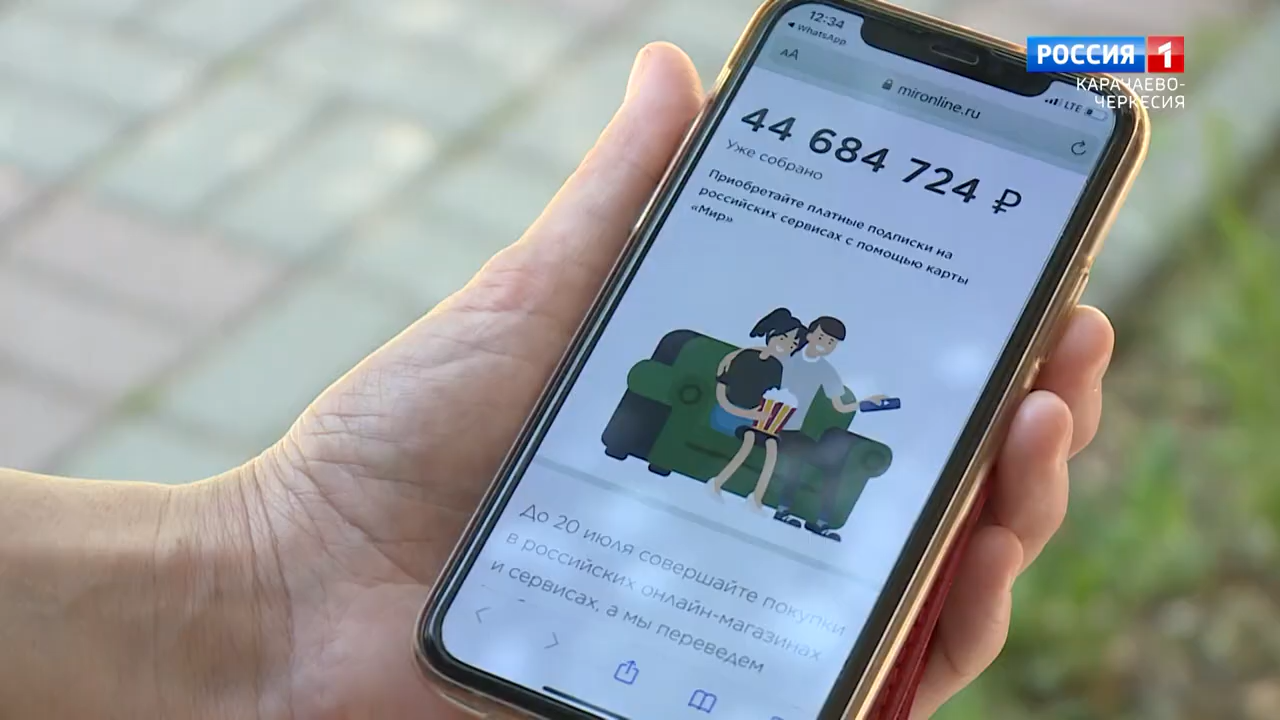 12:34
WhatsApp
LTE
АА
mironline.ru
44 684 724 ₽
Уже собрано
Приобретайте платные подписки на
российских сервисах с помощью карты
«Мир»
До 20 июля совершайте покупки
в российских онлайн-магазинах
и сервисах, а мы переведем
РОССИЯ 1
КАРАЧАЕВО-
ЧЕРКЕСИЯ